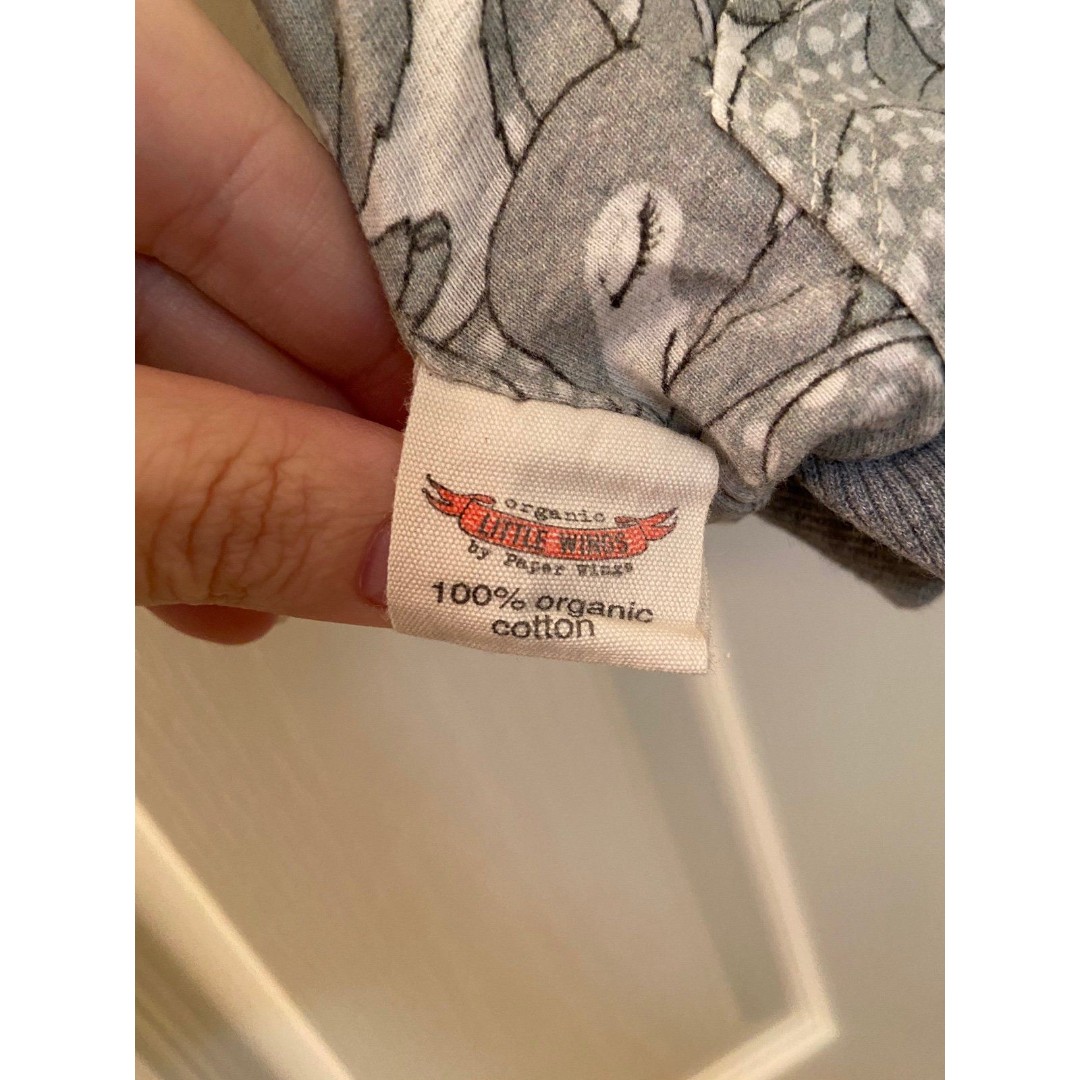 organic
LITTLE WINGS
by Paper Wings
100% organic
cotton